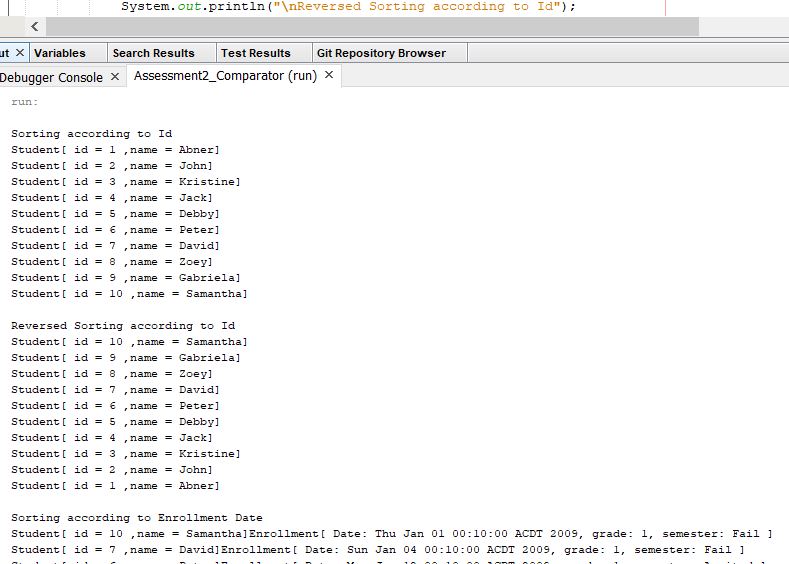 System.out.println("\nReversed Sorting according to Id");
ut × Variables Search Results Test Results Git Repository Browser
Debugger Console × Assessment2_Comparator (run) ×
run:
Sorting according to Id
Student[ id = 1 ,name = Abner]
Student[ id = 2 ,name = John]
Student[ id = 3 ,name = Kristine]
Student[ id = 4 ,name = Jack]
Student[ id = 5 ,name = Debby]
Student[ id = 6 ,name = Peter]
Student[ id = 7 ,name = David]
Student[ id = 8 ,name = Zoey]
Student[ id = 9 ,name = Gabriela]
Student[ id = 10 ,name = Samantha]
Reversed Sorting according to Id
Student[ id = 10 ,name = Samantha]
Student[ id = 9 ,name = Gabriela]
Student[ id = 8 ,name = Zoey]
Student[ id = 7 ,name = David]
Student[ id = 6 ,name = Peter]
Student[ id = 5 ,name = Debby]
Student[ id = 4 ,name = Jack]
Student[ id = 3 ,name = Kristine]
Student[ id = 2 ,name = John]
Student[ id = 1 ,name = Abner]
Sorting according to Enrollment Date
Student[ id = 10 ,name = Samantha]Enrollment[ Date: Thu Jan 01 00:10:00 ACDT 2009, grade: 1, semester: Fail ]
Student[ id = 7 ,name = David]Enrollment[ Date: Sun Jan 04 00:10:00 ACDT 2009, grade: 1, semester: Fail ]